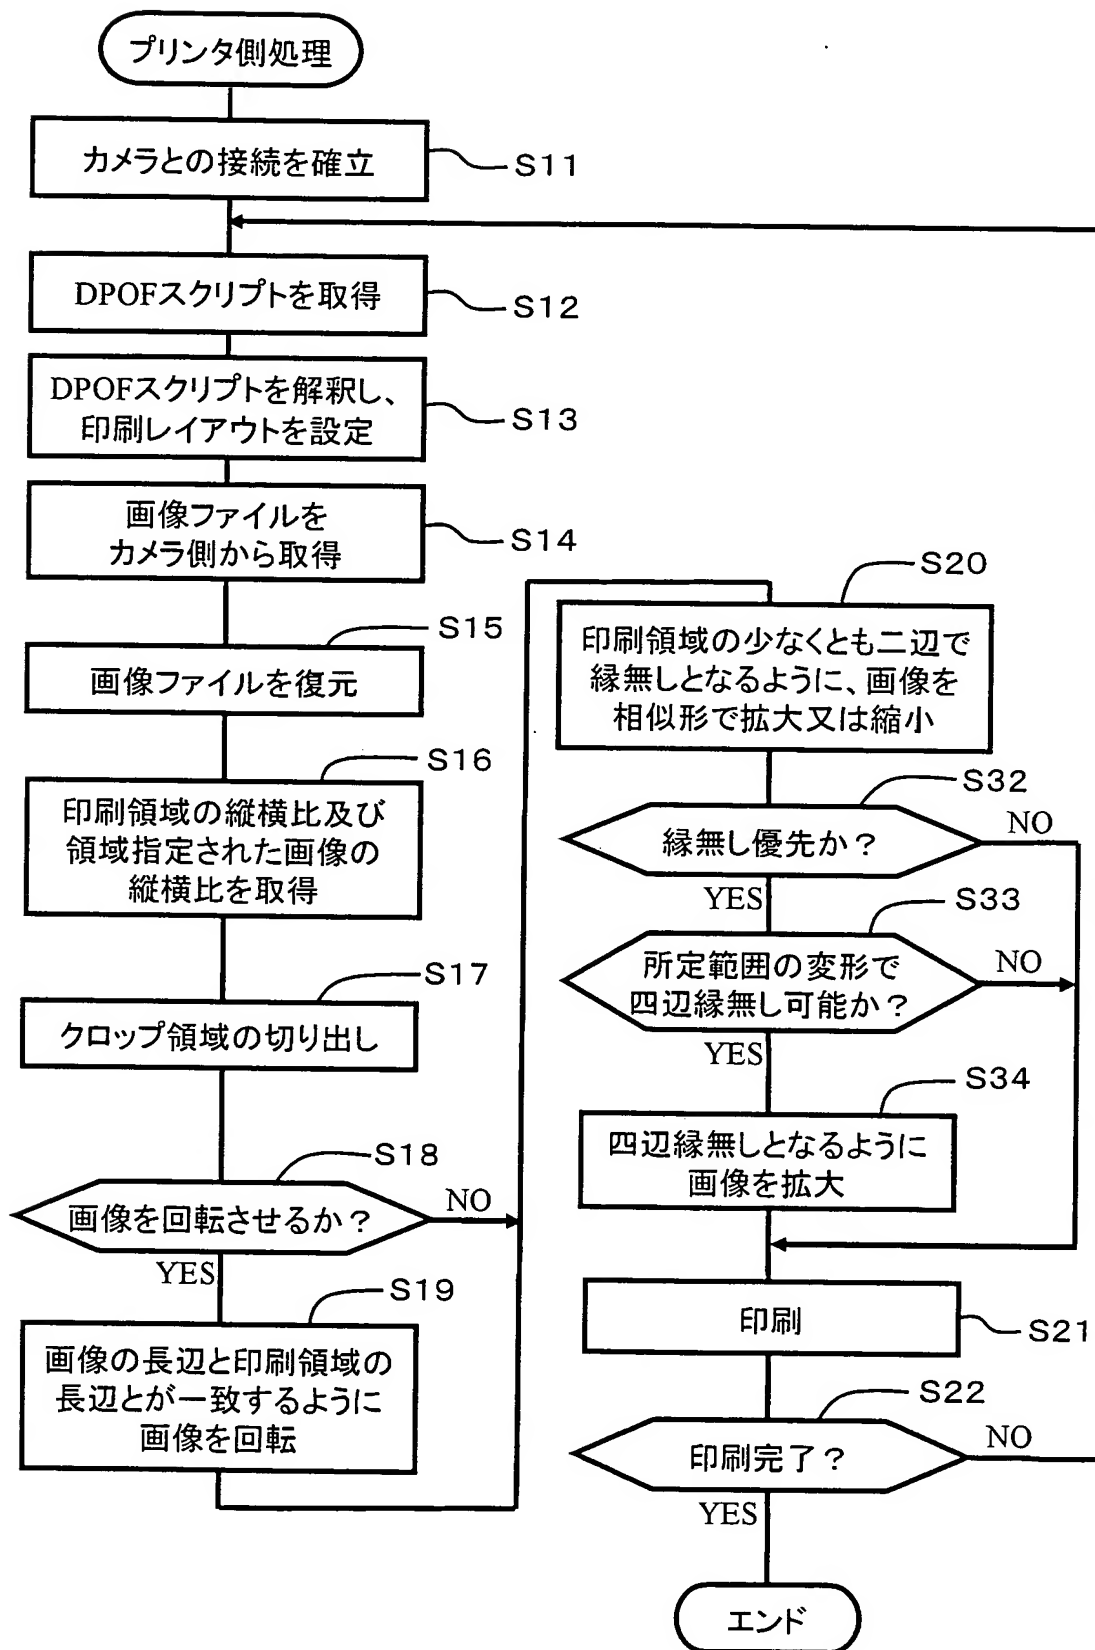 プリンタ側処理
カメラとの接続を確立
S11
DPOFスクリプトを取得
S12
DPOFスクリプトを解釈し、
印刷レイアウトを設定
S13
画像ファイルを
カメラ側から取得
S14
S15
画像ファイルを復元
S16
印刷領域の縦横比及び
領域指定された画像の
縦横比を取得
S17
クロップ領域の切り出し
S18
画像を回転させるか？
NO
YES
S19
画像の長辺と印刷領域の
長辺とが一致するように
画像を回転
S20
印刷領域の少なくとも二辺で
縁無しとなるように、画像を
相似形で拡大又は縮小
S32
縁無し優先か？
NO
YES
S33
所定範囲の変形で
四辺縁無し可能か？
NO
YES
S34
四辺縁無しとなるように
画像を拡大
印刷
S21
S22
印刷完了？
NO
YES
エンド